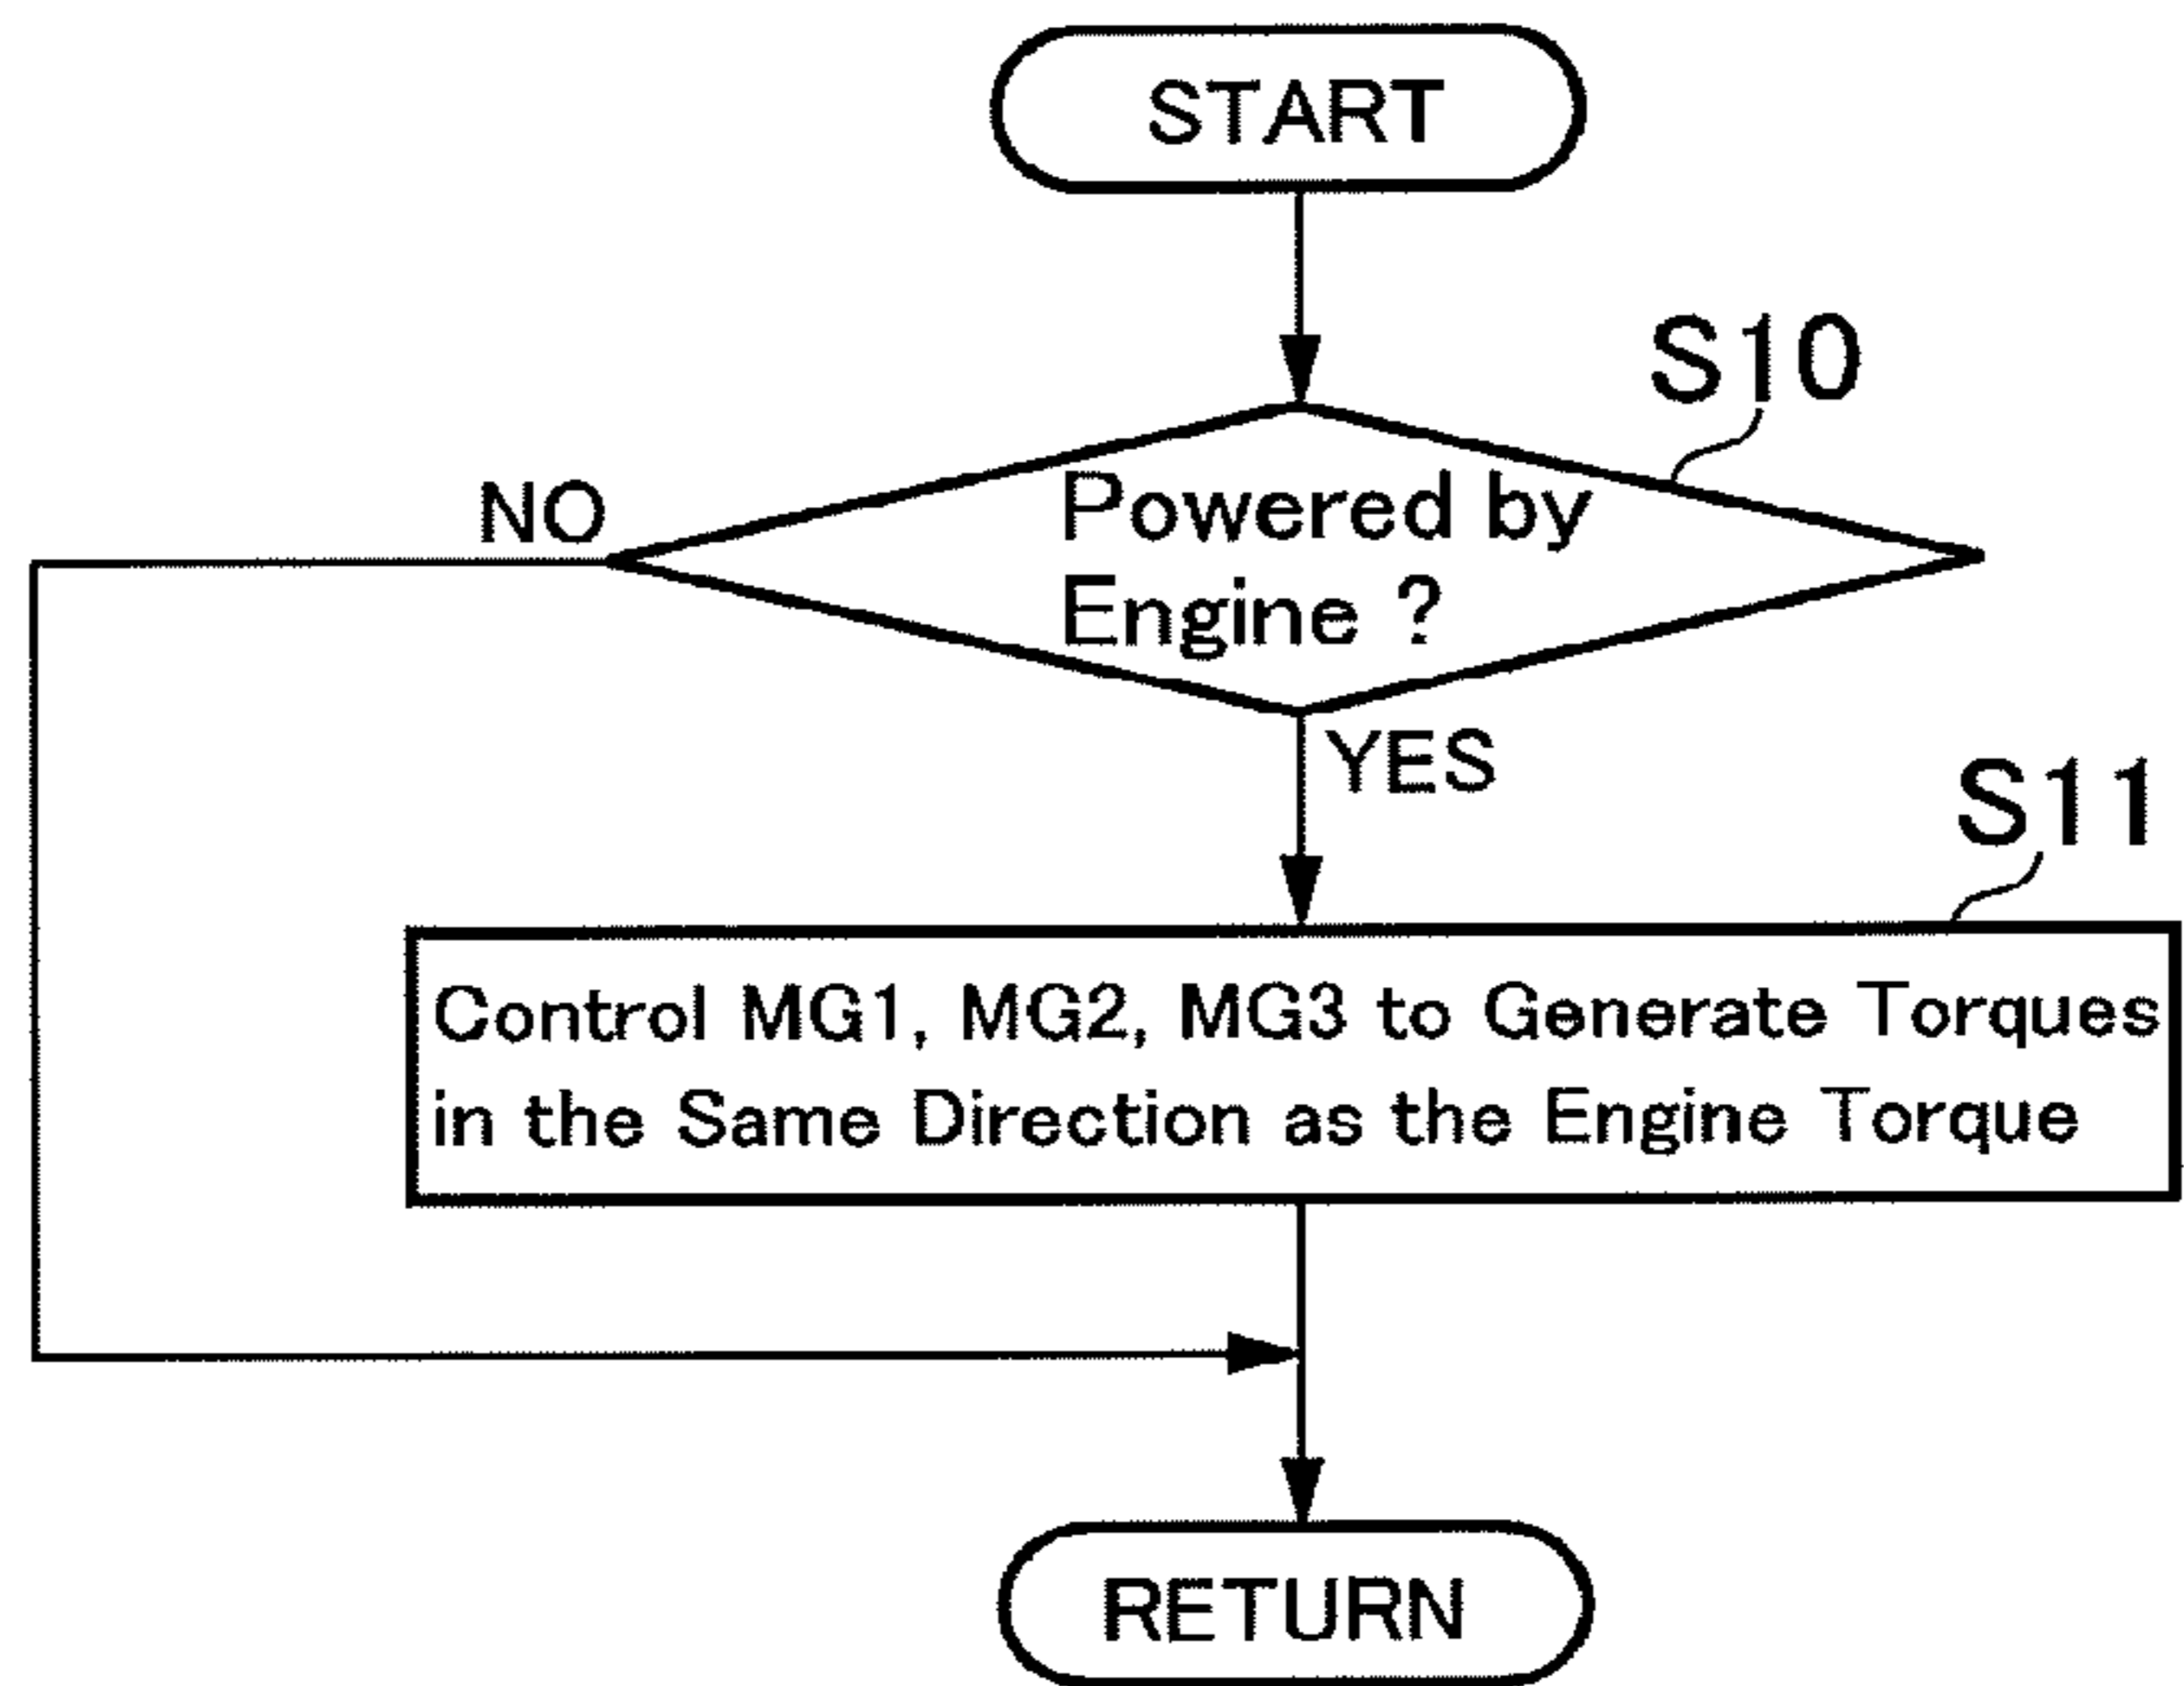 START
S10
NO
Powered by
Engine ?
YES
S11
Control MG1, MG2, MG3 to Generate Torques
in the Same Direction as the Engine Torque
RETURN